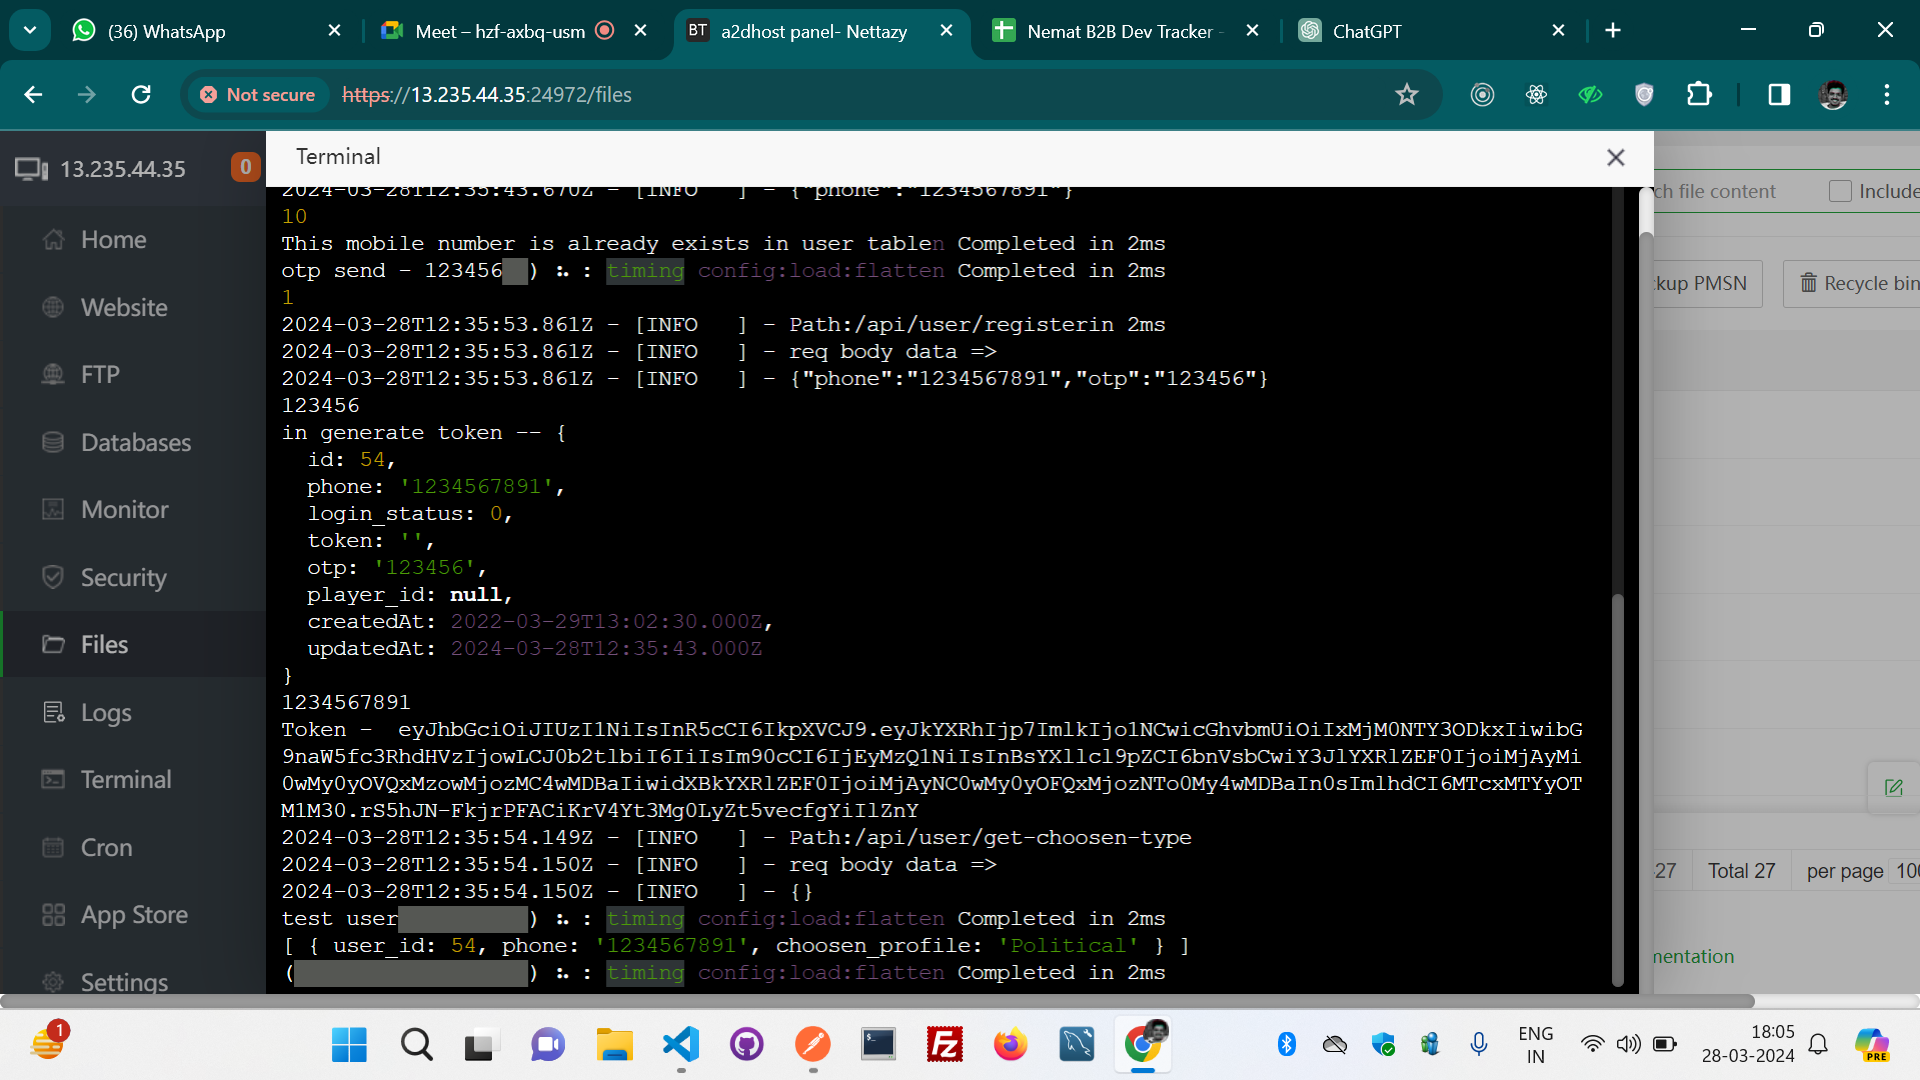 (36) WhatsApp
Meet – hzf-axbq-usm
BT
a2dhost panel- Nettazy
Nemat B2B Dev Tracker -
ChatGPT
Not secure
https://13.235.44.35:24972/files
13.235.44.35
0
Terminal
ch file content
Include
Home
Website
FTP
Databases
Monitor
Security
Files
Logs
Terminal
Cron
App Store
Settings
ckup PMSN
Recycle bin
2024-03-28T12:35:43.670Z - [INFO   ] - {"phone":"1234567891"}
10
This mobile number is already exists in user tablen Completed in 2ms
otp send - 123456 ) ⠦ : timing config:load:flatten Completed in 2ms
1
2024-03-28T12:35:53.861Z - [INFO   ] - Path:/api/user/registerin 2ms
2024-03-28T12:35:53.861Z - [INFO   ] - req body data =>
2024-03-28T12:35:53.861Z - [INFO   ] - {"phone":"1234567891","otp":"123456"}
123456
in generate token -- {
id: 54,
phone: '1234567891',
login_status: 0,
token: '',
otp: '123456',
player_id: null,
createdAt: 2022-03-29T13:02:30.000Z,
updatedAt: 2024-03-28T12:35:43.000Z
}
1234567891
Token -  eyJhbGciOiJIUzI1NiIsInR5cCI6IkpXVCJ9.eyJkYXRhIjp7ImlkIjo1NCwicGhvbmUiOiIxMjM0NTY3ODkxIiwibG
9naW5fc3RhdHVzIjowLCJ0b2tlbiI6IiIsIm90cCI6IjEyMzQ1NiIsInBsYXllcl9pZCI6bnVsbCwiY3JlYXRlZEF0IjoiMjAyMi
0wMy0yOVQxMzowMjozMC4wMDBaIiwidXBkYXRlZEF0IjoiMjAyNC0wMy0yOFQxMjozNTo0My4wMDBaIn0sImlhdCI6MTcxMTYyOT
M1M30.rS5hJN-FkjrPFACiKrV4Yt3Mg0LyZt5vecfgYiIlZnY
2024-03-28T12:35:54.149Z - [INFO   ] - Path:/api/user/get-choosen-type
2024-03-28T12:35:54.150Z - [INFO   ] - req body data =>
2024-03-28T12:35:54.150Z - [INFO   ] - {}
test user ) ⠦ : timing config:load:flatten Completed in 2ms
[ { user_id: 54, phone: '1234567891', choosen_profile: 'Political' } ]
( ) ⠦ : timing config:load:flatten Completed in 2ms
27
Total 27
per page
100
mentation
1
ENG
IN
18:05
28-03-2024
PRE